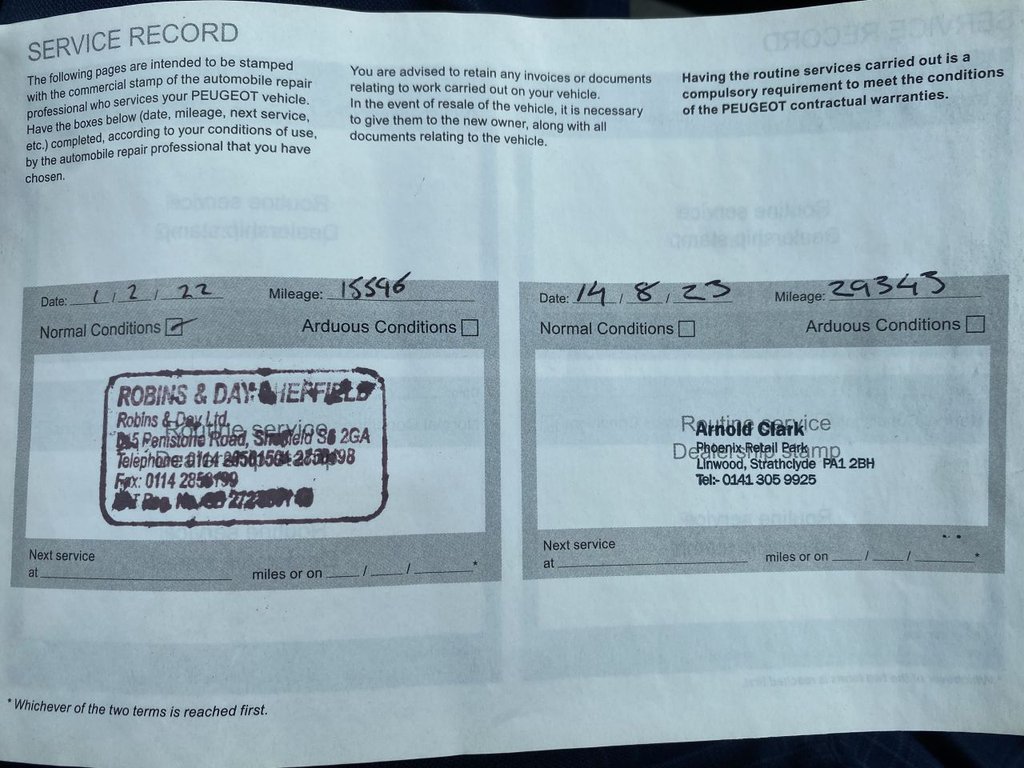 SERVICE RECORD
The following pages are intended to be stamped
with the commercial stamp of the automobile repair
professional who services your PEUGEOT vehicle.
Have the boxes below (date, mileage, next service,
etc.) completed, according to your conditions of use,
by the automobile repair professional that you have
chosen.
You are advised to retain any invoices or documents
relating to work carried out on your vehicle.
In the event of resale of the vehicle, it is necessary
to give them to the new owner, along with all
documents relating to the vehicle.
Having the routine services carried out is a
compulsory requirement to meet the conditions
of the PEUGEOT contractual warranties.
Date: 1 / 2 / 22 Mileage: 15596
Normal Conditions Arduous Conditions
ROBINS & DAY SHEFFIELD
Robins & Day Ltd.
Penistone Road, Sheffield S6 2GA
Telephone: 0114
Fax: 0114
Routine service
Next service
at miles or on / / *
Date: 14 / 8 / 23 Mileage: 29343
Normal Conditions Arduous Conditions
Routine service
Dealership stamp
Arnold Clark
Phoenix Retail Park
Linwood, Strathclyde PA1 2BH
Tel:- 0141 305 9925
Next service
at miles or on / / *
* Whichever of the two terms is reached first.